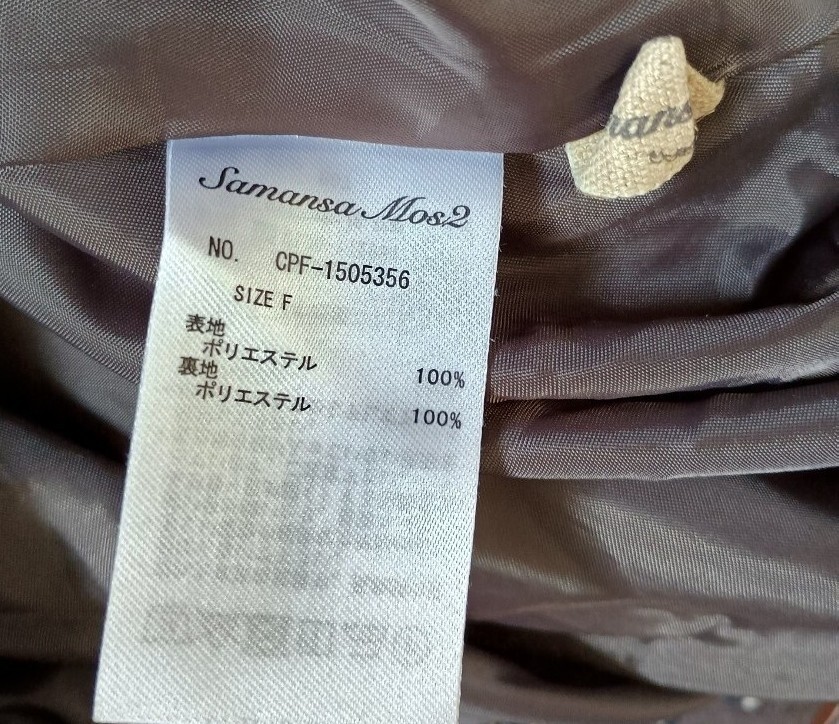 Samansa Mos2
NO. CPF-1505356
SIZE F
表地
ポリエステル 100%
裏地
ポリエステル 100%